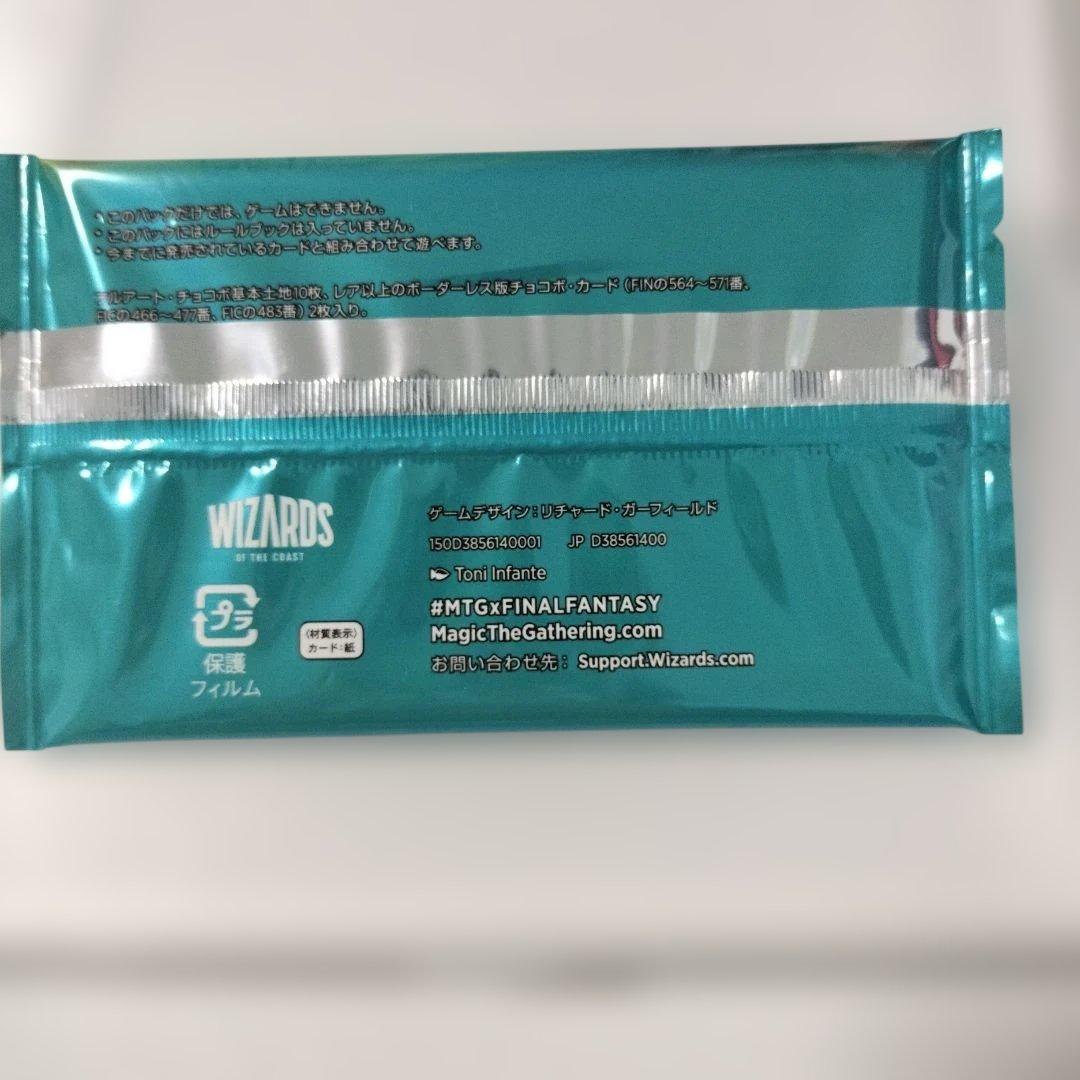 * このパックだけでは、ゲームはできません。
* このパックにはルールブックは入っていません。
* 今までに発売されているカードと組み合わせて遊べます。
フルアート・チョコボ基本土地10枚、レア以上のボーダーレス版チョコボ・カード（FINの564〜571番、
FICの466〜477番、FICの483番）2枚入り。
WIZARDS
OF THE COAST
ゲームデザイン：リチャード・ガーフィールド
150D3856140001 JP D38561400
Toni Infante
#MTGxFINALFANTASY
MagicTheGathering.com
お問い合わせ先： Support.Wizards.com
プラ
保護
フィルム
〈材質表示〉
カード：紙